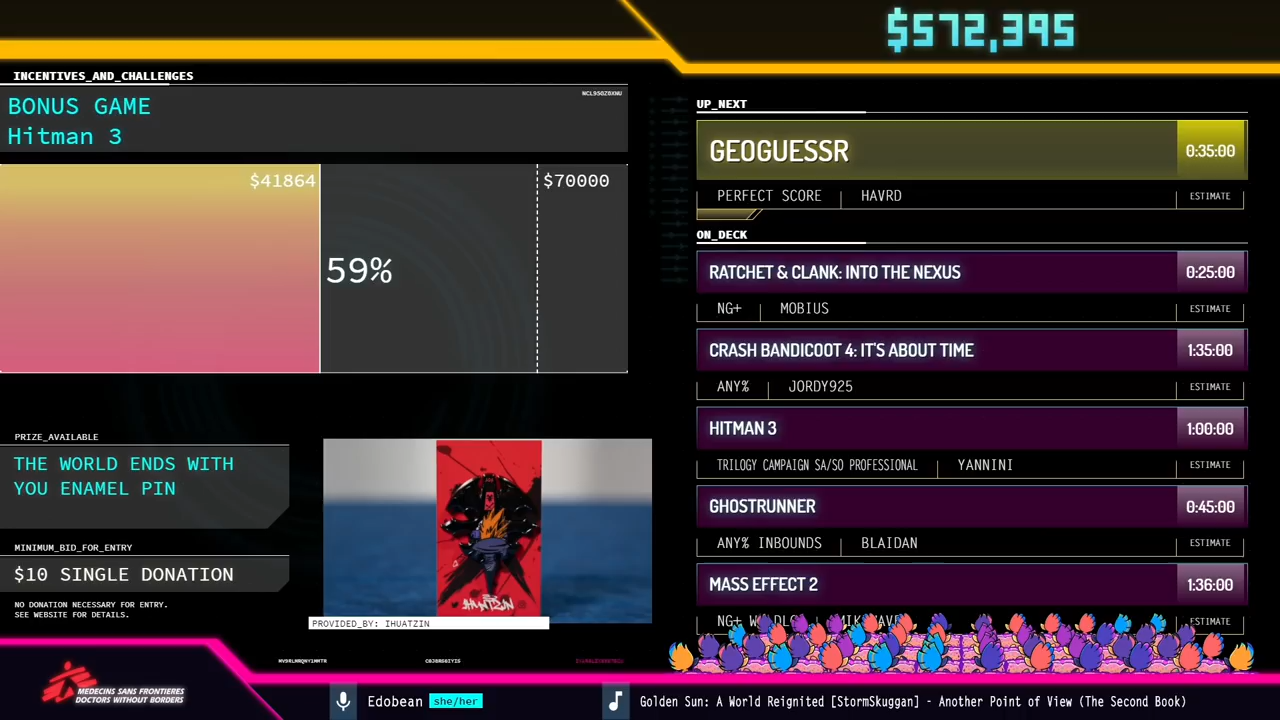 $572,395
INCENTIVES_AND_CHALLENGES
BONUS GAME
Hitman 3
$41864
$70000
59%
PRIZE_AVAILABLE
THE WORLD ENDS WITH
YOU ENAMEL PIN
MINIMUM_BID_FOR_ENTRY
$10 SINGLE DONATION
NO DONATION NECESSARY FOR ENTRY.
SEE WEBSITE FOR DETAILS.
PROVIDED_BY: IHUATZIN
UP_NEXT
GEOGUESSR
0:35:00
PERFECT SCORE
HAVRD
ESTIMATE
ON_DECK
RATCHET & CLANK: INTO THE NEXUS
0:25:00
NG+
MOBIUS
ESTIMATE
CRASH BANDICOOT 4: IT'S ABOUT TIME
1:35:00
ANY%
JORDY925
ESTIMATE
HITMAN 3
1:00:00
TRILOGY CAMPAIGN SA/SO PROFESSIONAL
YANNINI
ESTIMATE
GHOSTRUNNER
0:45:00
ANY% INBOUNDS
BLAIDAN
ESTIMATE
MASS EFFECT 2
1:36:00
NG+
ESTIMATE
MEDECINS SANS FRONTIERES
DOCTORS WITHOUT BORDERS
Edobean she/her
Golden Sun: A World Reignited [StormSkuggan] - Another Point of View (The Second Book)